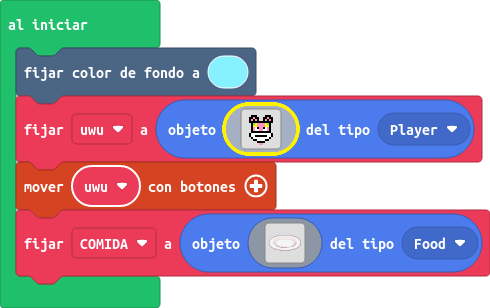 al iniciar
fijar color de fondo a
fijar uwu a objeto del tipo Player
mover uwu con botones
fijar COMIDA a objeto del tipo Food